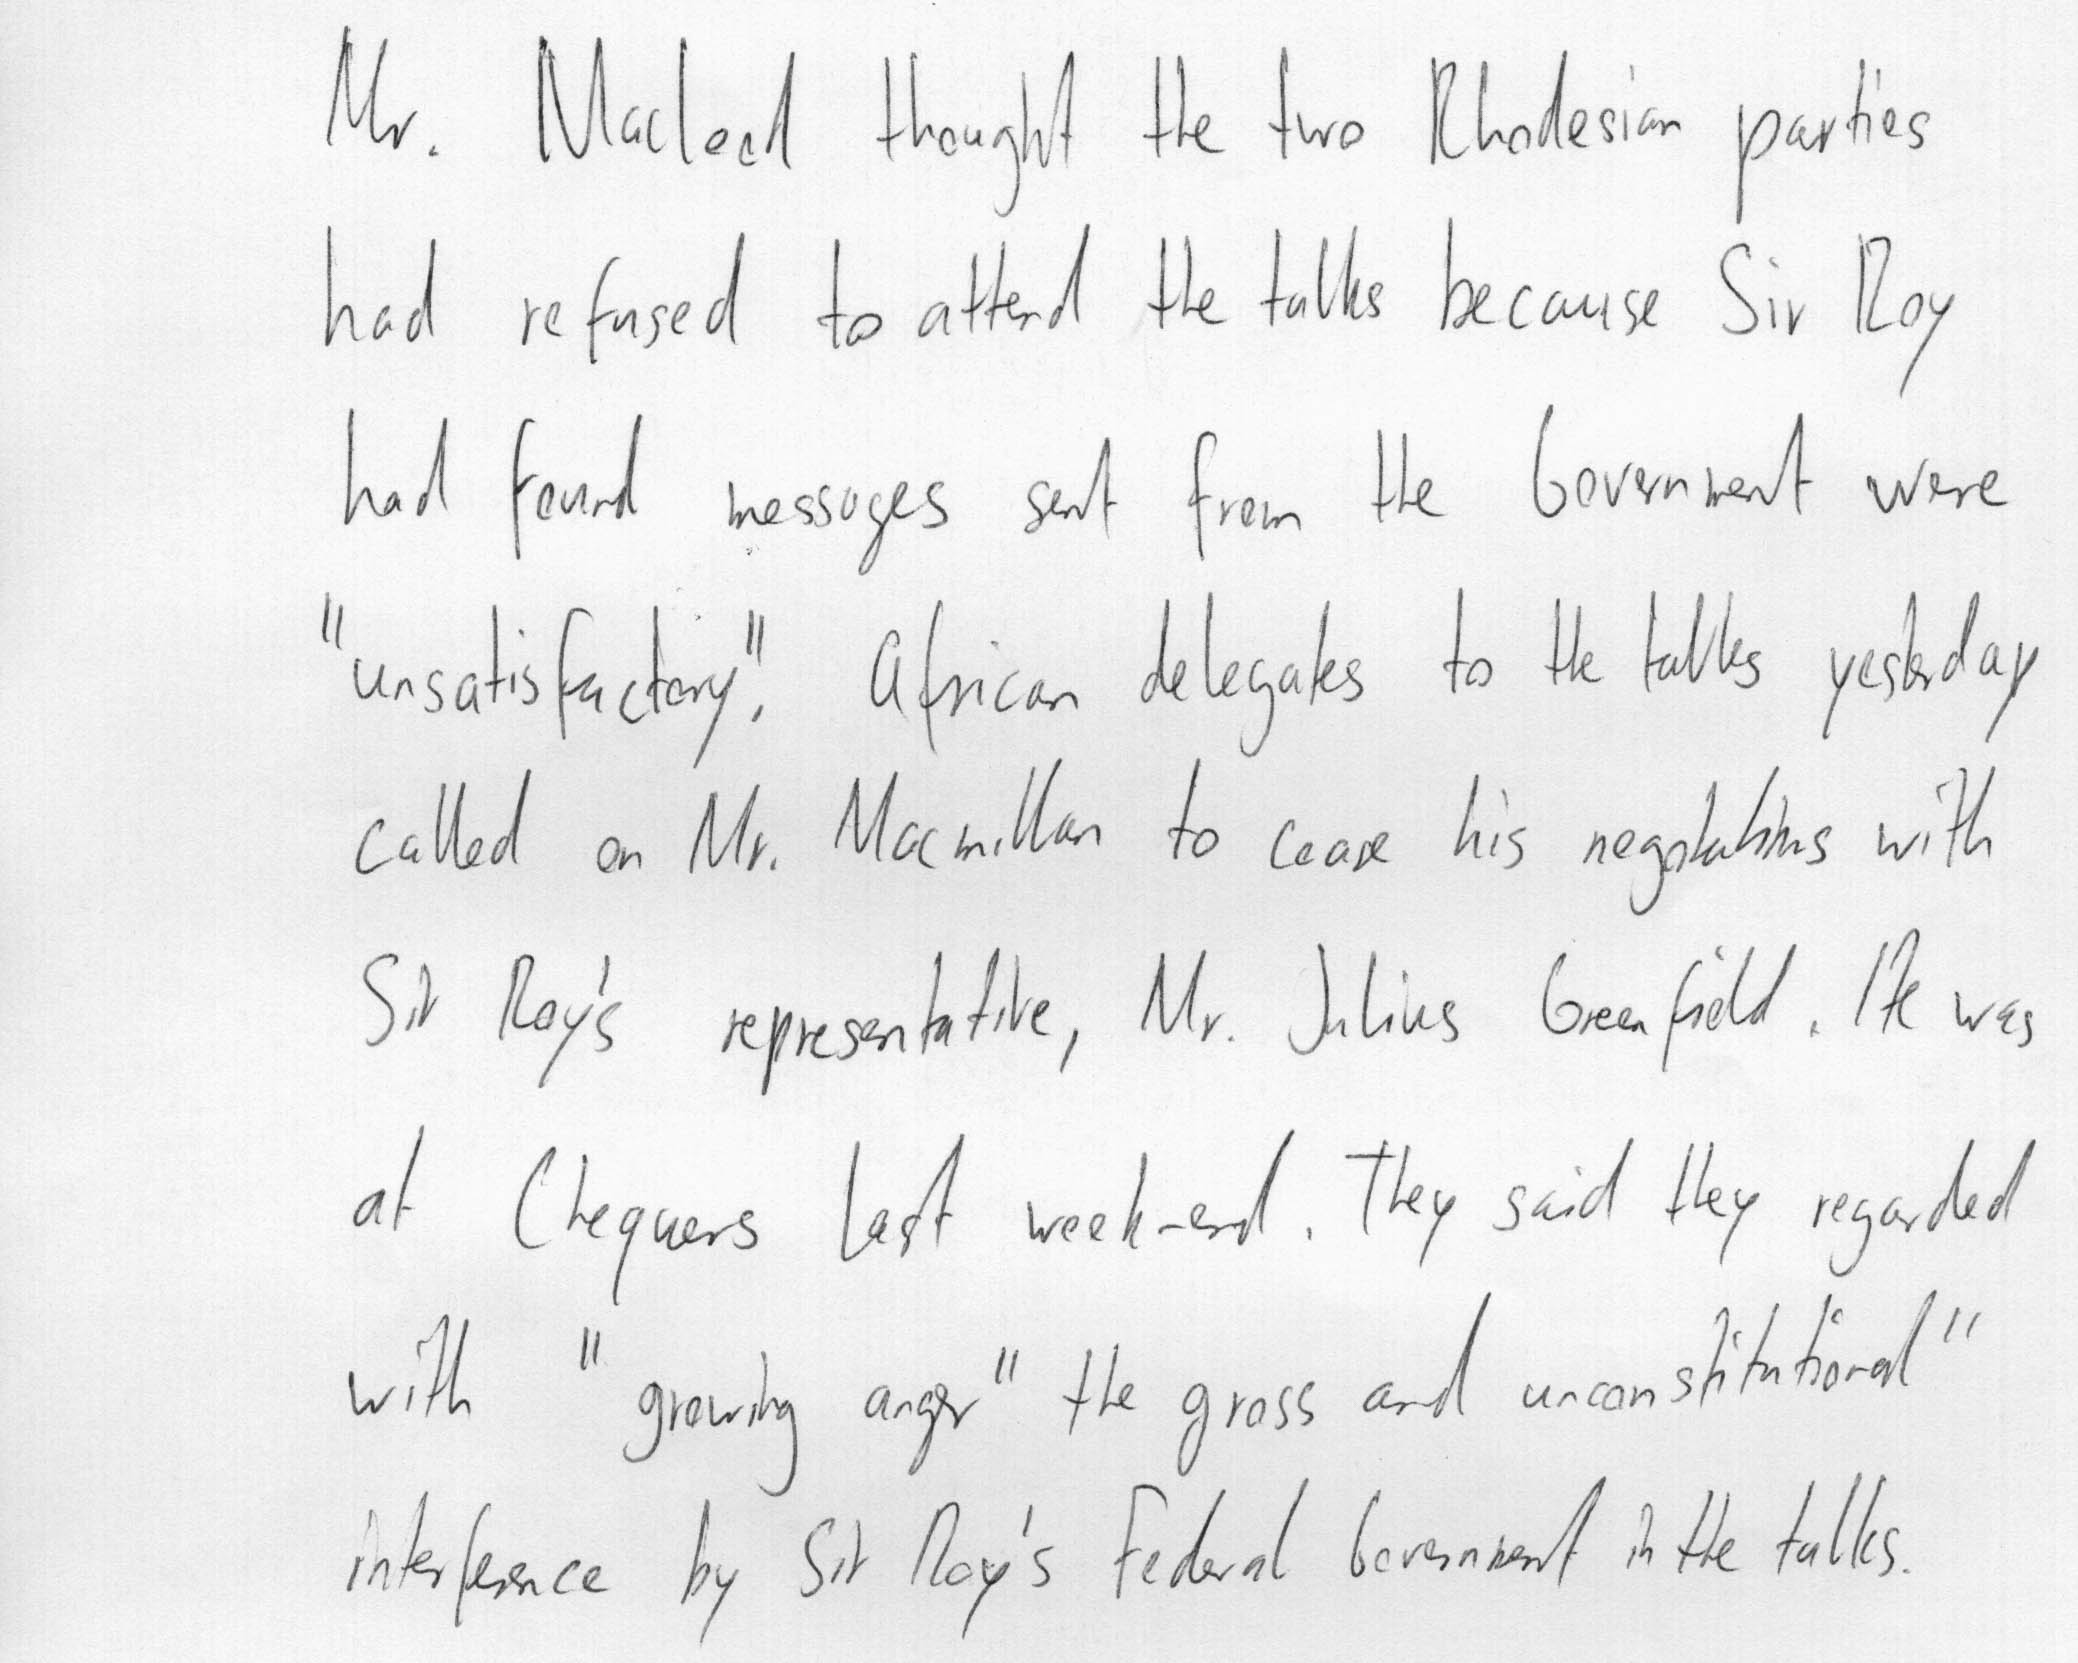 Mr. Macleod thought the two Rhodesian parties
had refused to attend the talks because Sir Roy
had found messages sent from the Government were
"unsatisfactory". African delegates to the talks yesterday
called on Mr. Macmillan to cease his negotiations with
Sir Roy's representative, Mr. Julius Greenfield. He was
at Chequers last week-end. They said they regarded
with "growing anger" the gross and unconstitutional"
interference by Sir Roy's Federal Government in the talks.